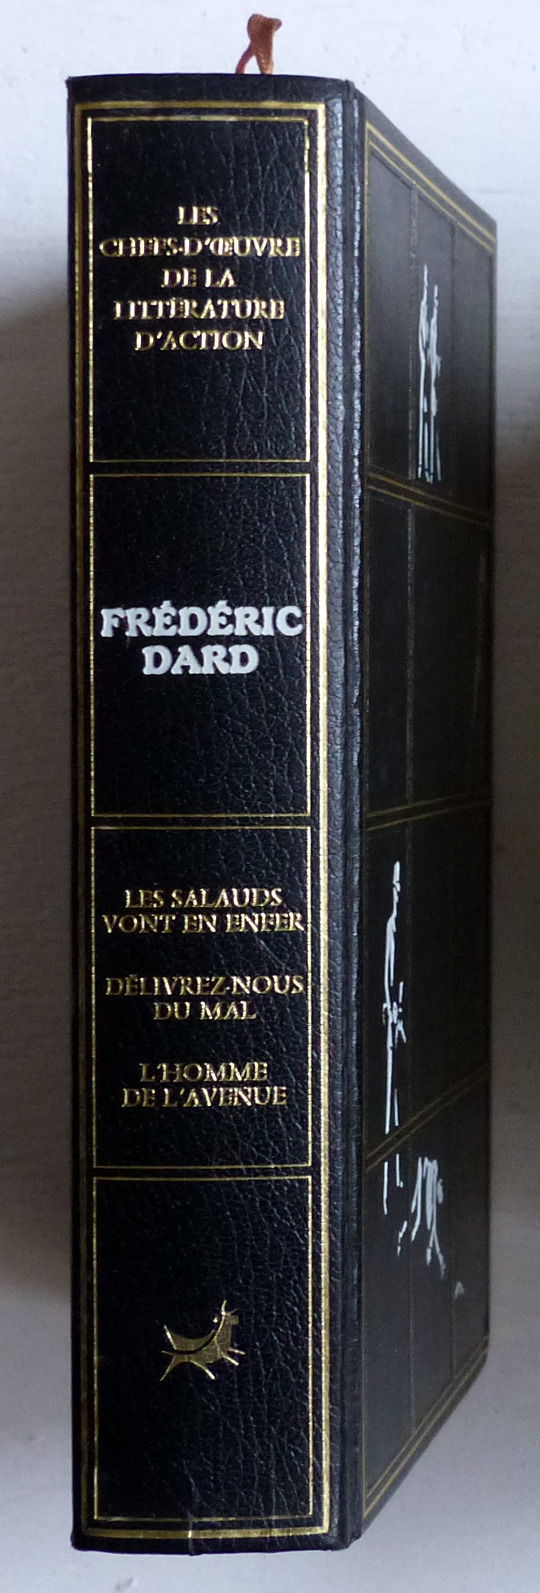 LES
CHEFS-D'ŒUVRE
DE LA
LITTÉRATURE
D'ACTION
FRÉDÉRIC
DARD
LES SALAUDS
VONT EN ENFER
DÉLIVREZ-NOUS
DU MAL
L'HOMME
DE L'AVENUE